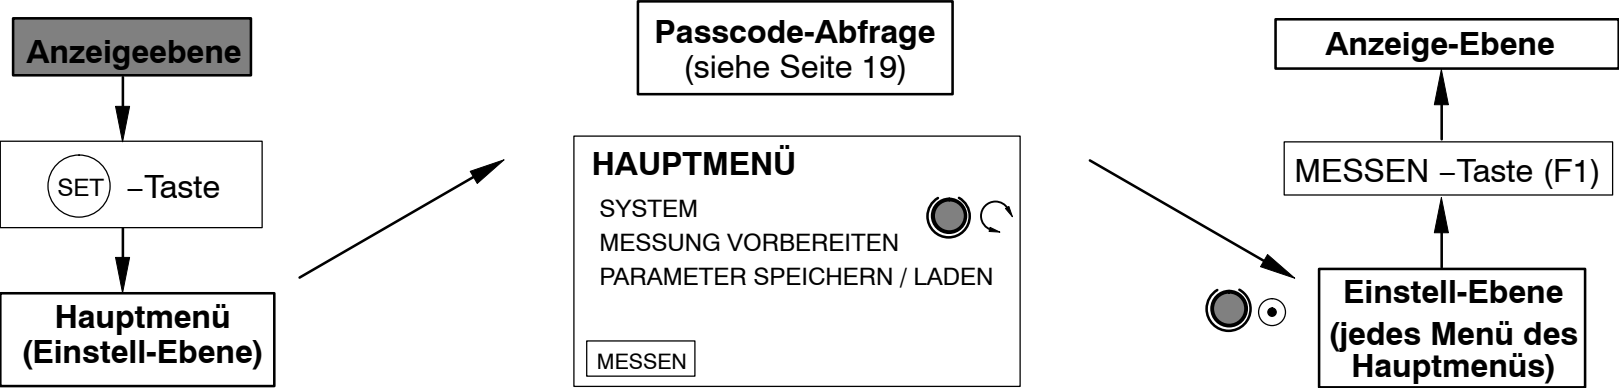 Anzeigeebene
SET –Taste
Hauptmenü
(Einstell-Ebene)
Passcode-Abfrage
(siehe Seite 19)
HAUPTMENÜ
SYSTEM
MESSUNG VORBEREITEN
PARAMETER SPEICHERN / LADEN
MESSEN
Anzeige-Ebene
MESSEN –Taste (F1)
Einstell-Ebene
(jedes Menü des
Hauptmenüs)